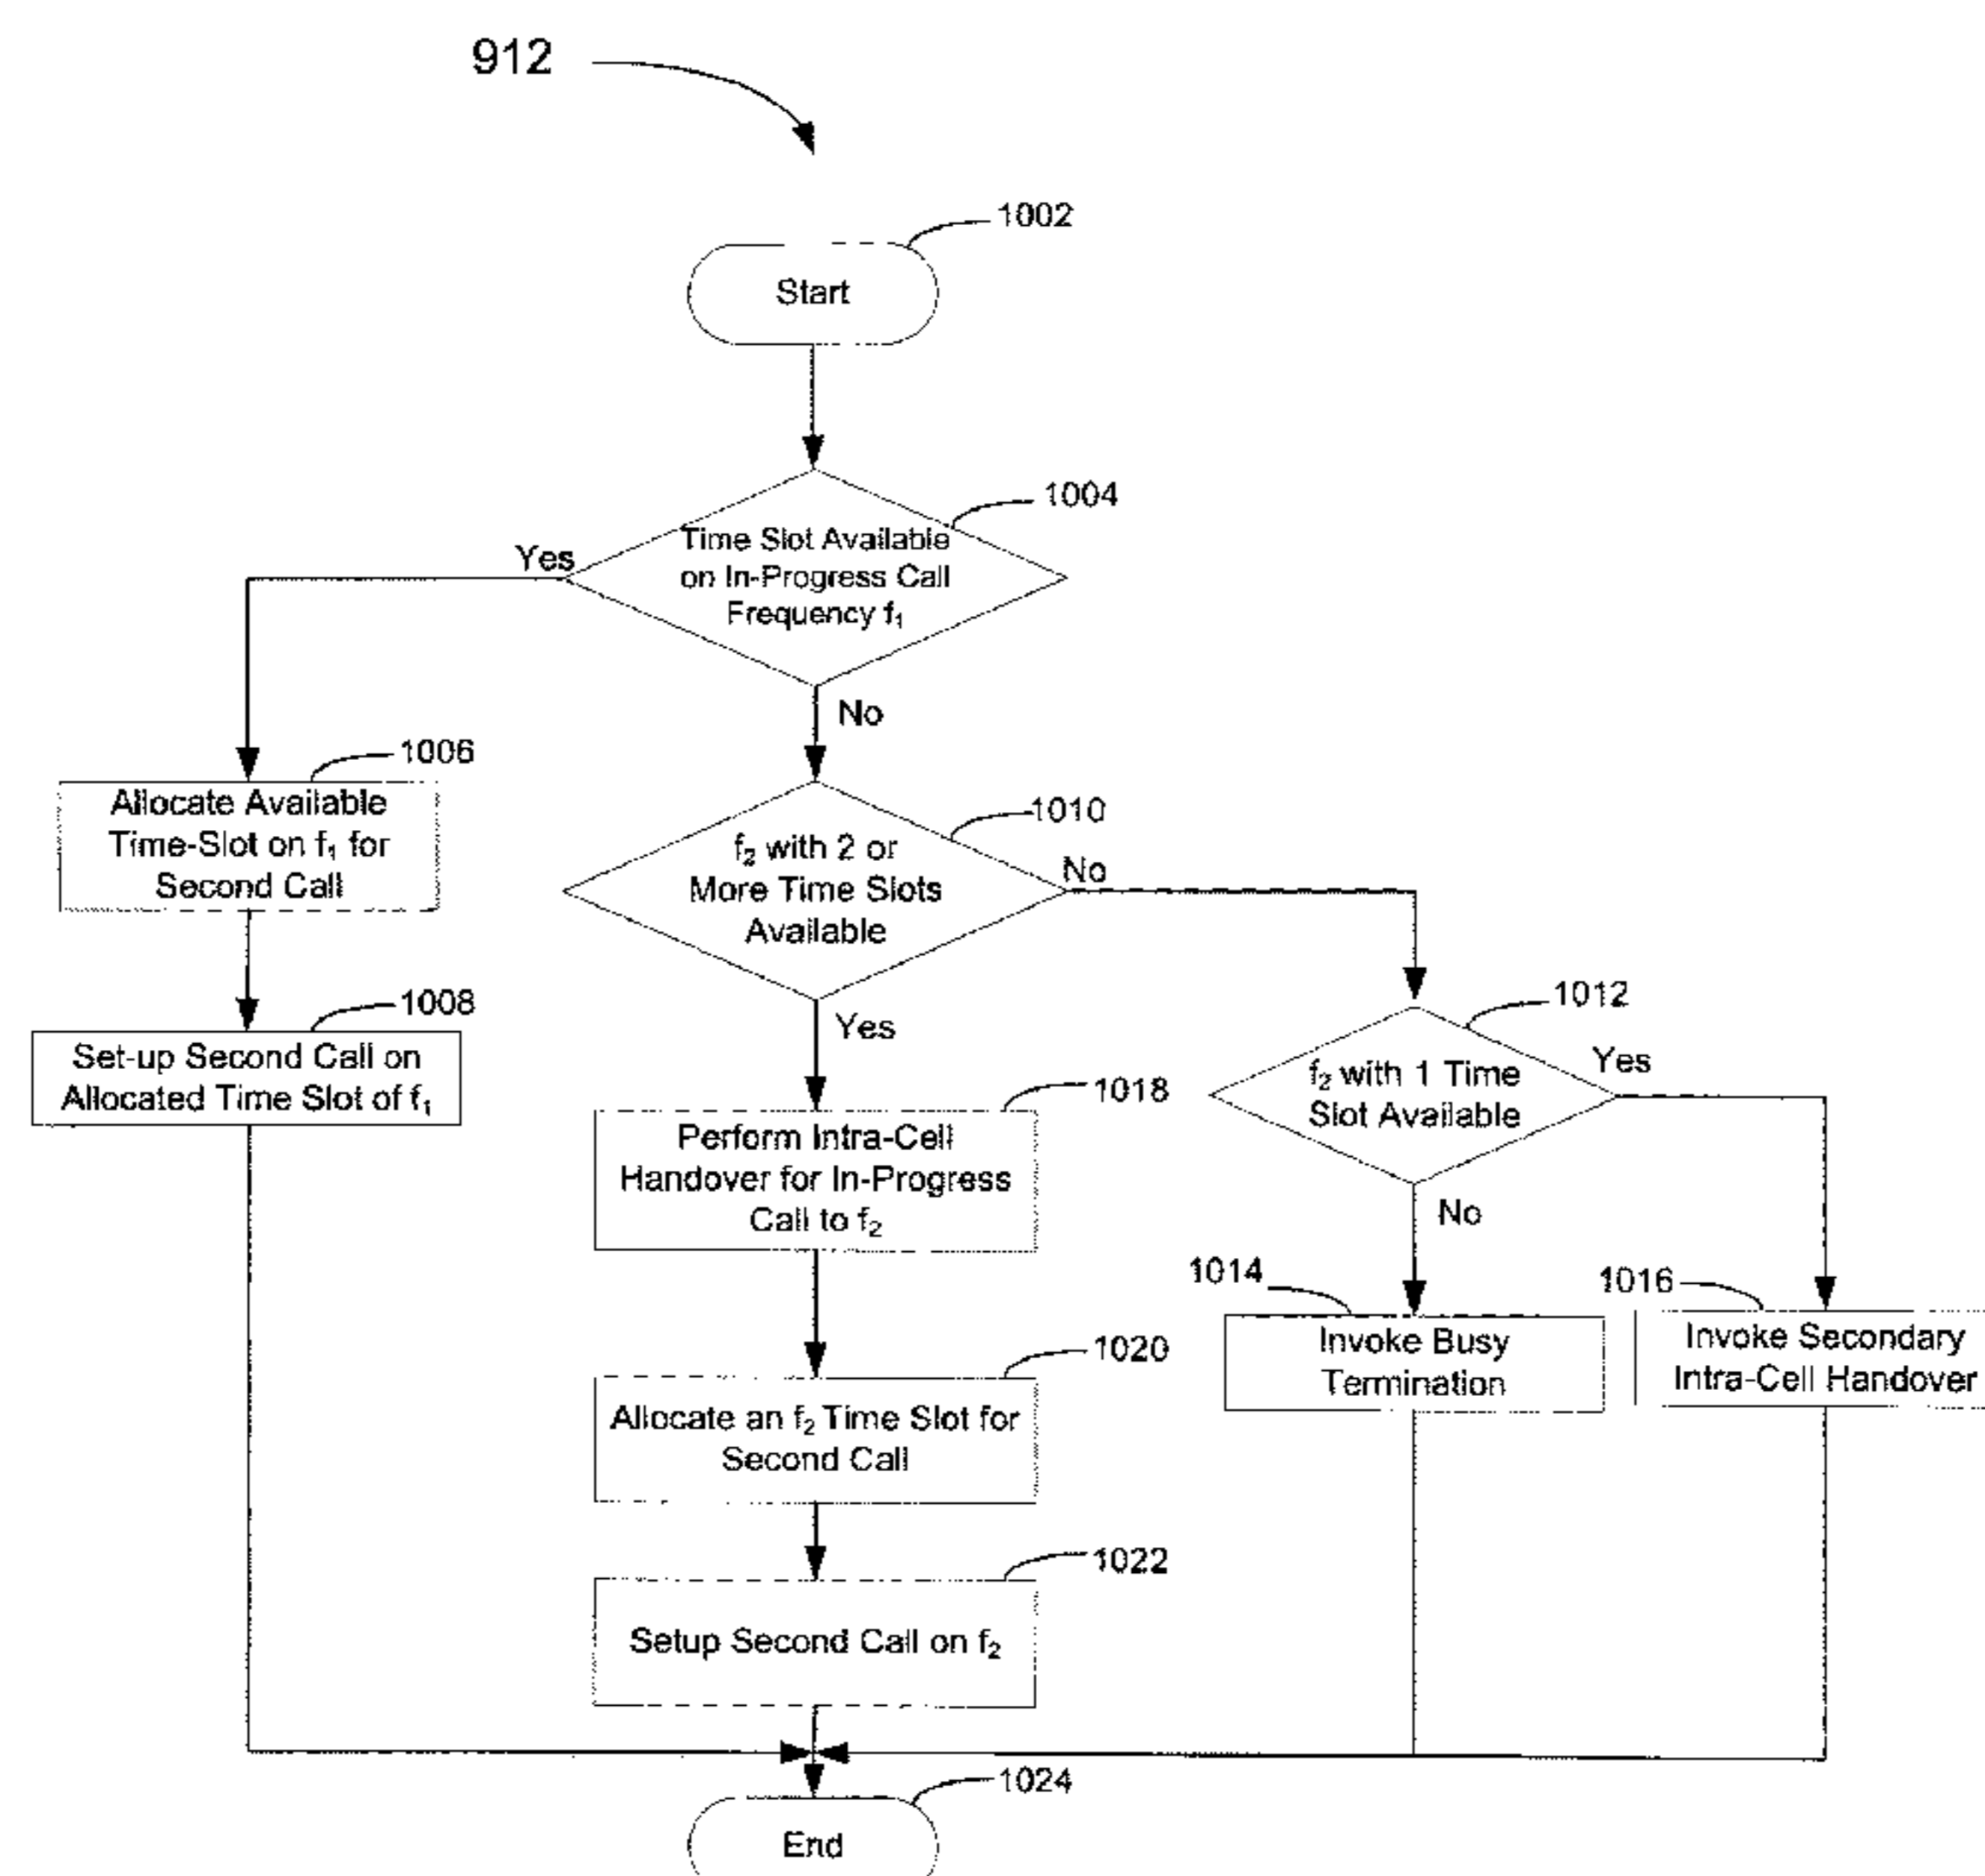 912
1002
Start
1004
Time Slot Available
on In-Progress Call
Frequency f₁
Yes
No
1006
Allocate Available
Time-Slot on f₁ for
Second Call
1010
f₂ with 2 or
More Time Slots
Available
No
Yes
1008
Set-up Second Call on
Allocated Time Slot of f₁
1012
f₂ with 1 Time
Slot Available
Yes
No
1018
Perform Intra-Cell
Handover for In-Progress
Call to f₂
1014
Invoke Busy
Termination
1016
Invoke Secondary
Intra-Cell Handover
1020
Allocate an f₂ Time Slot for
Second Call
1022
Setup Second Call on f₂
1024
End